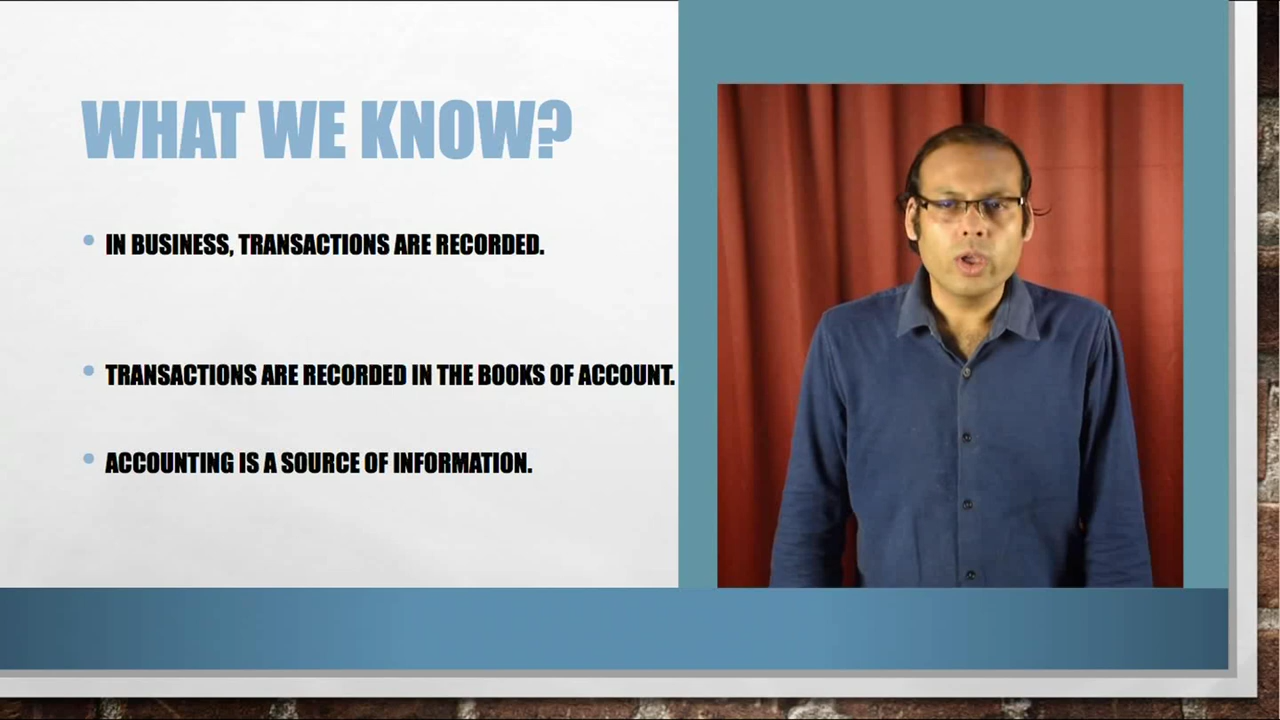 WHAT WE KNOW?
IN BUSINESS, TRANSACTIONS ARE RECORDED.
TRANSACTIONS ARE RECORDED IN THE BOOKS OF ACCOUNT.
ACCOUNTING IS A SOURCE OF INFORMATION.